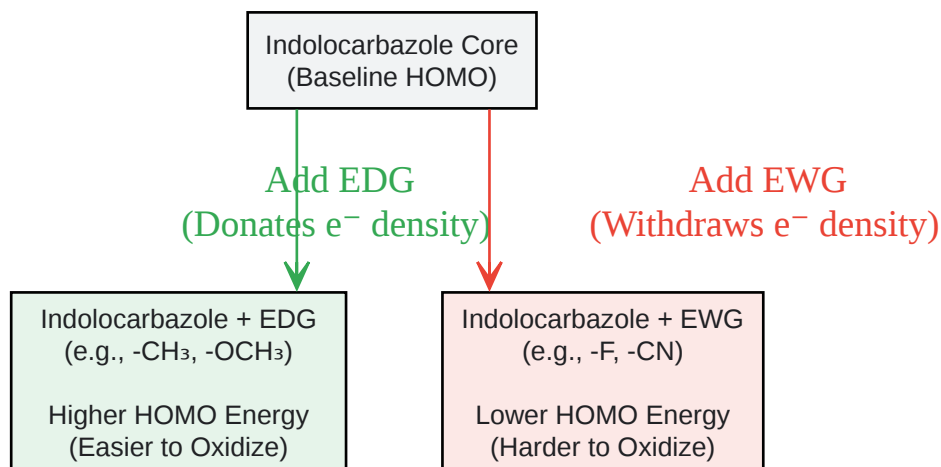 Indolocarbazole Core
(Baseline HOMO)
Add EDG
(Donates e⁻ density)
Add EWG
(Withdraws e⁻ density)
Indolocarbazole + EDG
(e.g., -CH₃, -OCH₃)
Higher HOMO Energy
(Easier to Oxidize)
Indolocarbazole + EWG
(e.g., -F, -CN)
Lower HOMO Energy
(Harder to Oxidize)